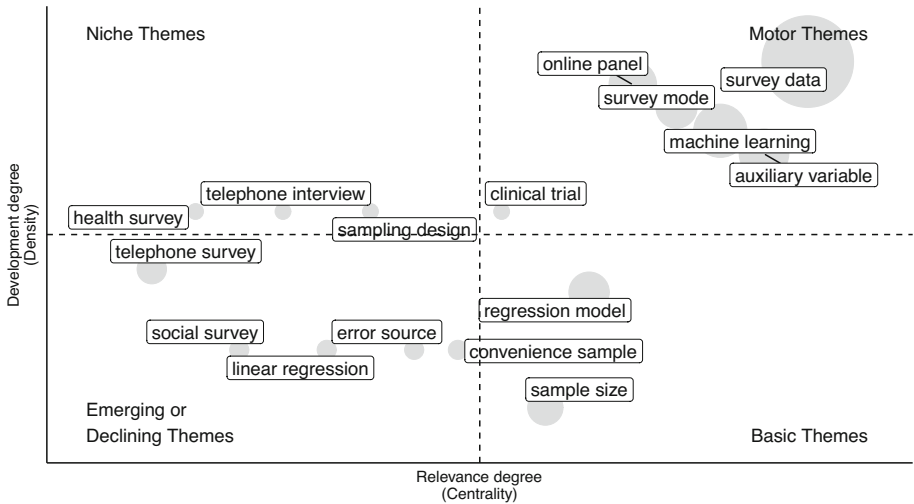 Niche Themes
Motor Themes
online panel
survey data
survey mode
machine learning
auxiliary variable
telephone interview
clinical trial
health survey
sampling design
telephone survey
regression model
social survey
error source
convenience sample
linear regression
sample size
Emerging or
Declining Themes
Basic Themes
Development degree
(Density)
Relevance degree
(Centrality)